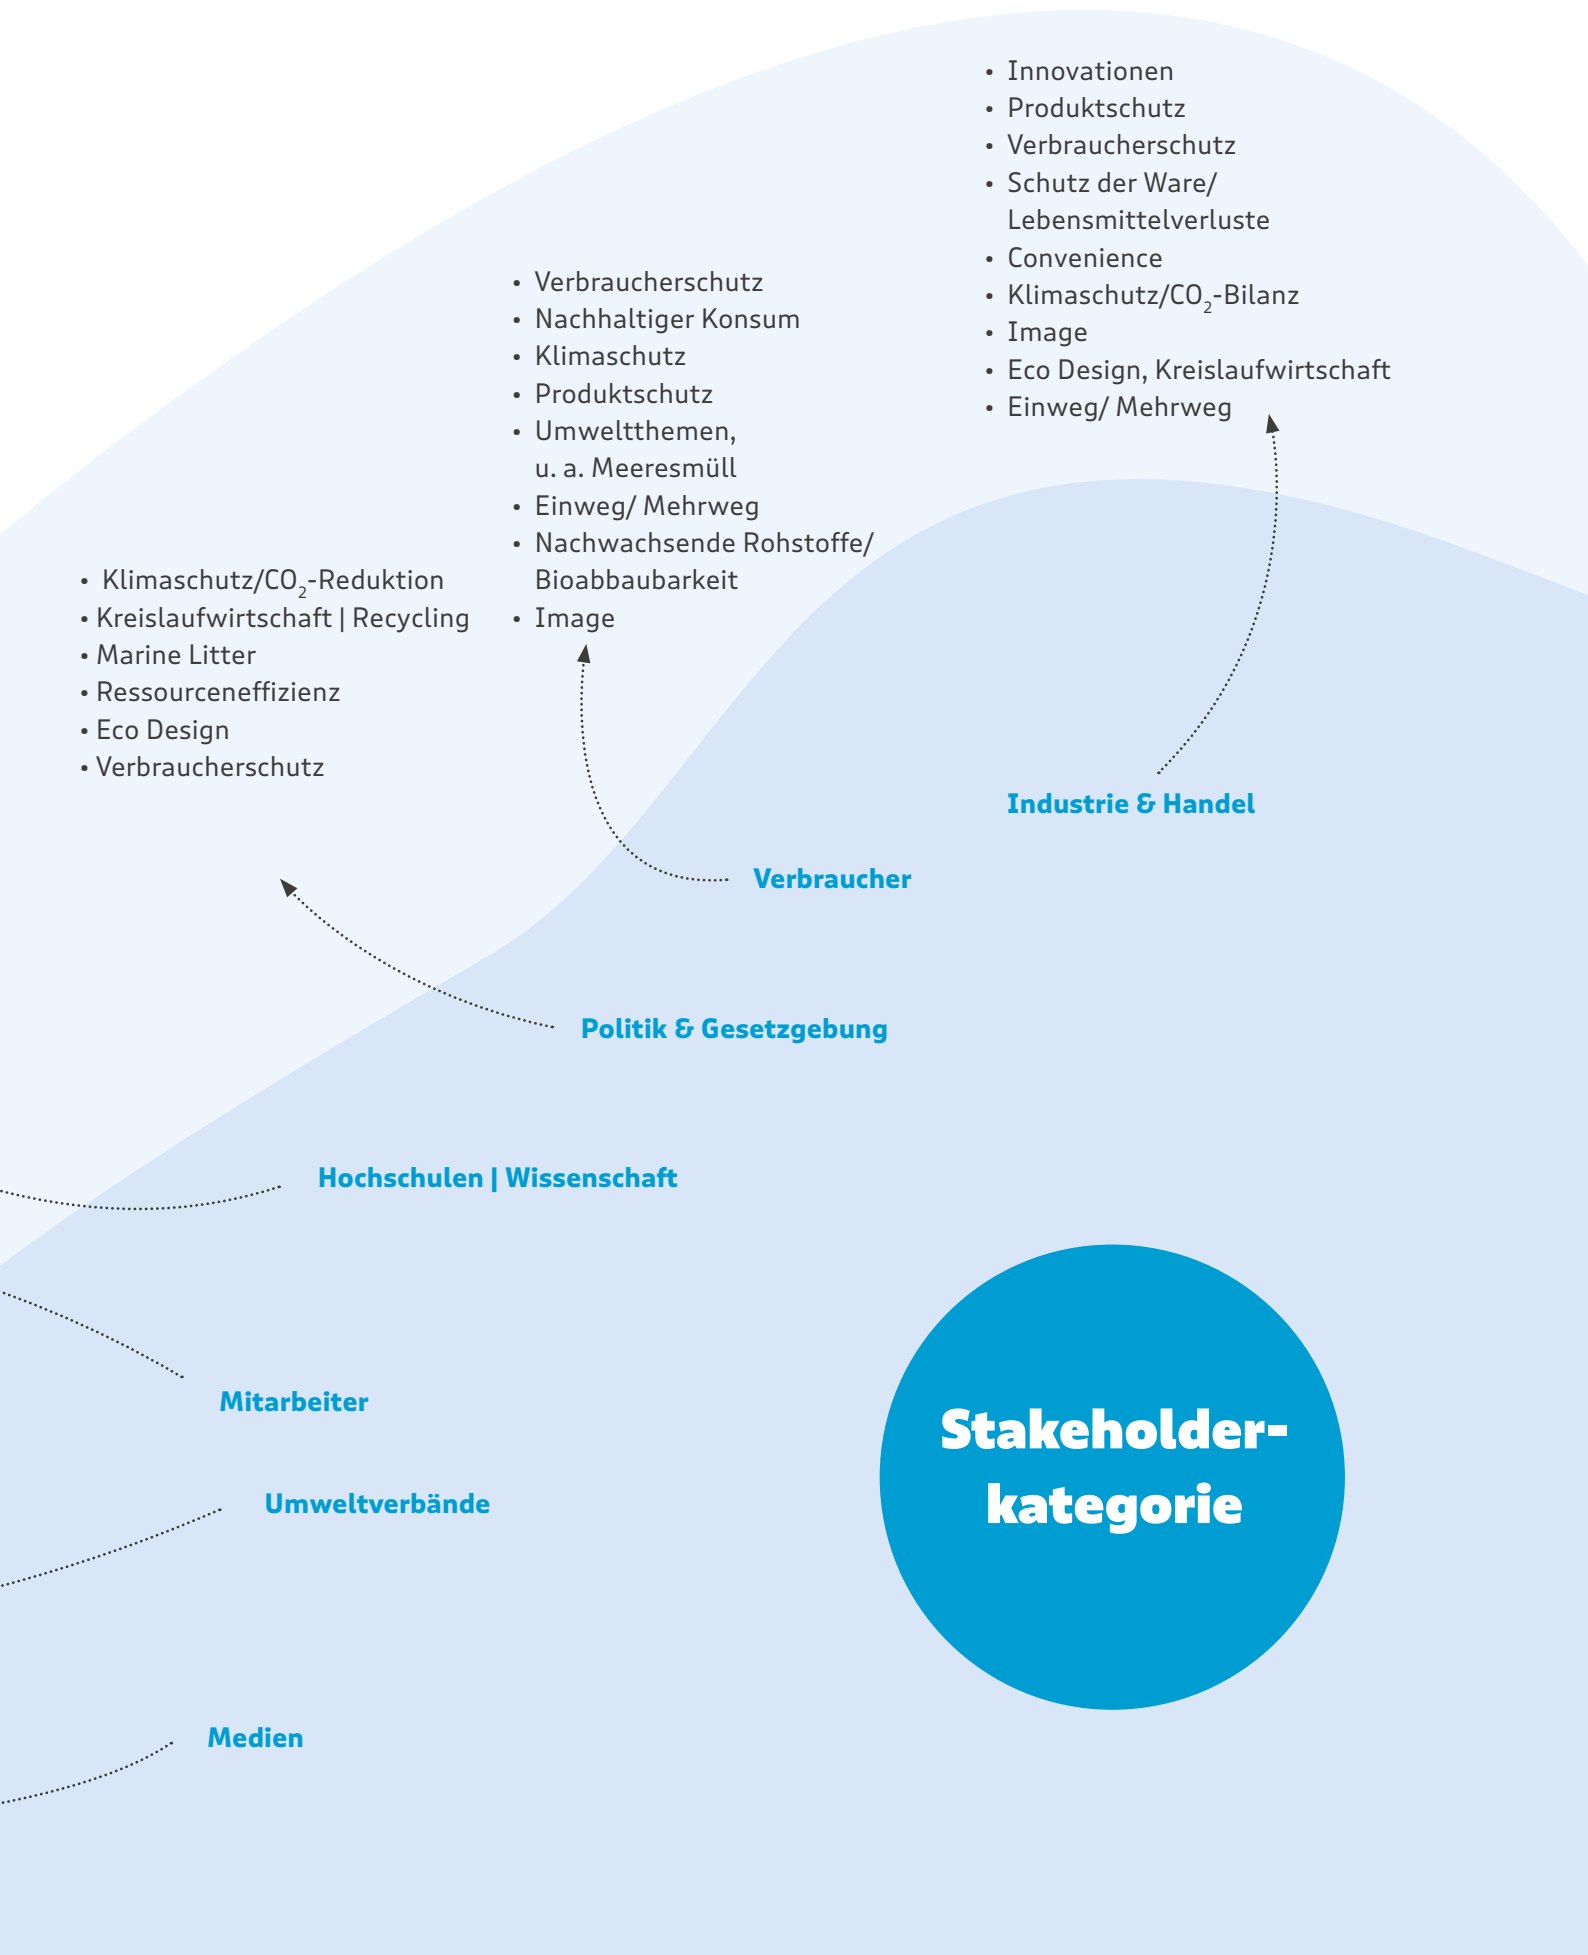 • Innovationen
• Produktschutz
• Verbraucherschutz
• Schutz der Ware/
Lebensmittelverluste
• Convenience
• Klimaschutz/CO₂-Bilanz
• Image
• Eco Design, Kreislaufwirtschaft
• Einweg/ Mehrweg
• Verbraucherschutz
• Nachhaltiger Konsum
• Klimaschutz
• Produktschutz
• Umweltthemen,
u. a. Meeresmüll
• Einweg/ Mehrweg
• Nachwachsende Rohstoffe/
Bioabbaubarkeit
• Image
• Klimaschutz/CO₂-Reduktion
• Kreislaufwirtschaft | Recycling
• Marine Litter
• Ressourceneffizienz
• Eco Design
• Verbraucherschutz
Industrie & Handel
Verbraucher
Politik & Gesetzgebung
Hochschulen | Wissenschaft
Mitarbeiter
Stakeholder-
kategorie
Umweltverbände
Medien